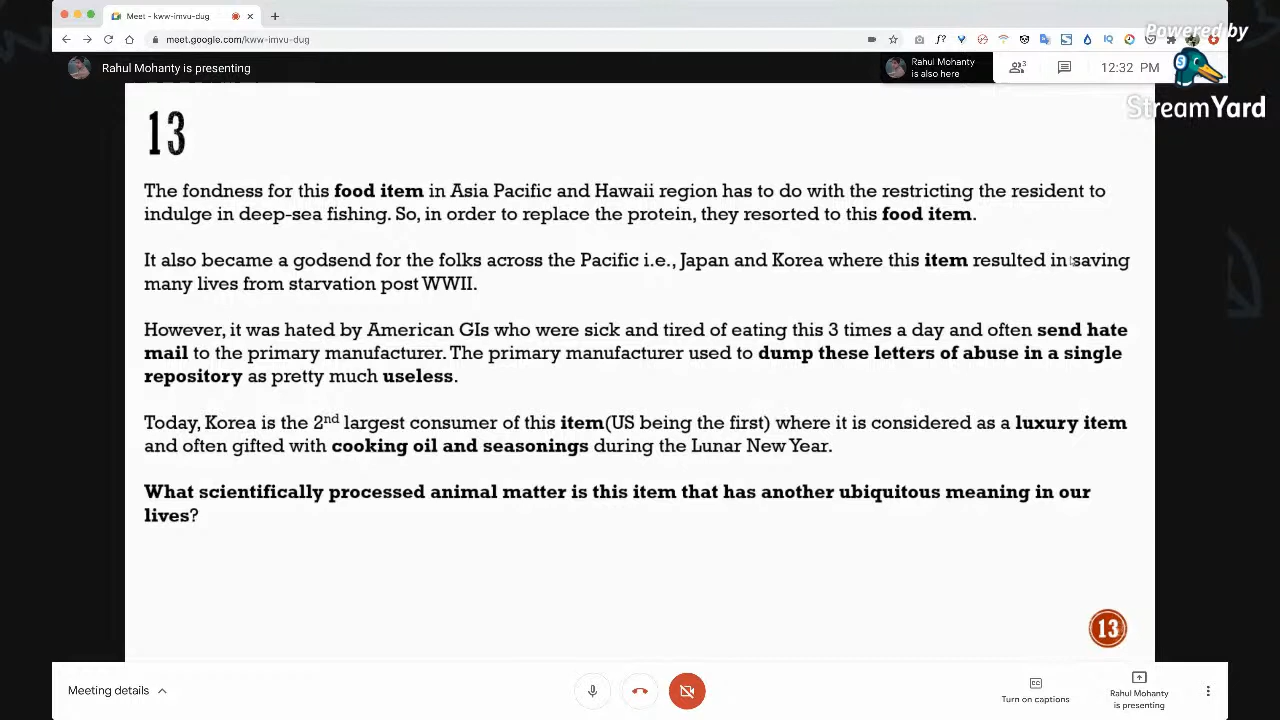 Meet - kww-imvu-dug
meet.google.com/kww-imvu-dug
Powered by
StreamYard
Rahul Mohanty is presenting
Rahul Mohanty
is also here
3
12:32 PM
13
The fondness for this food item in Asia Pacific and Hawaii region has to do with the restricting the resident to
indulge in deep-sea fishing. So, in order to replace the protein, they resorted to this food item.
It also became a godsend for the folks across the Pacific i.e., Japan and Korea where this item resulted in saving
many lives from starvation post WWII.
However, it was hated by American GIs who were sick and tired of eating this 3 times a day and often send hate
mail to the primary manufacturer. The primary manufacturer used to dump these letters of abuse in a single
repository as pretty much useless.
Today, Korea is the 2nd largest consumer of this item(US being the first) where it is considered as a luxury item
and often gifted with cooking oil and seasonings during the Lunar New Year.
What scientifically processed animal matter is this item that has another ubiquitous meaning in our
lives?
13
Meeting details
Turn on captions
Rahul Mohanty
is presenting